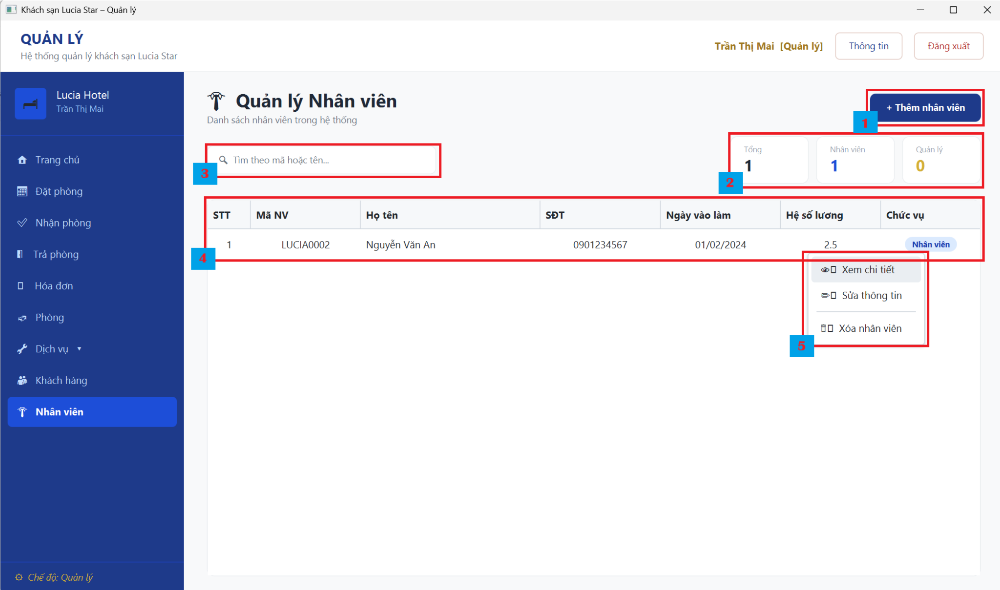 Khách sạn Lucia Star – Quản lý
QUẢN LÝ
Hệ thống quản lý khách sạn Lucia Star
Trần Thị Mai [Quản lý]
Thông tin
Đăng xuất
Lucia Hotel
Trần Thị Mai
Trang chủ
Đặt phòng
Nhận phòng
Trả phòng
Hóa đơn
Phòng
Dịch vụ ▾
Khách hàng
Nhân viên
Chế độ: Quản lý
Quản lý Nhân viên
Danh sách nhân viên trong hệ thống
+ Thêm nhân viên
1
Tổng
1
Nhân viên
1
Quản lý
0
2
Tìm theo mã hoặc tên...
3
STT Mã NV Họ tên SĐT Ngày vào làm Hệ số lương Chức vụ
1 LUCIA0002 Nguyễn Văn An 0901234567 01/02/2024 2.5 Nhân viên
4
Xem chi tiết
Sửa thông tin
Xóa nhân viên
5